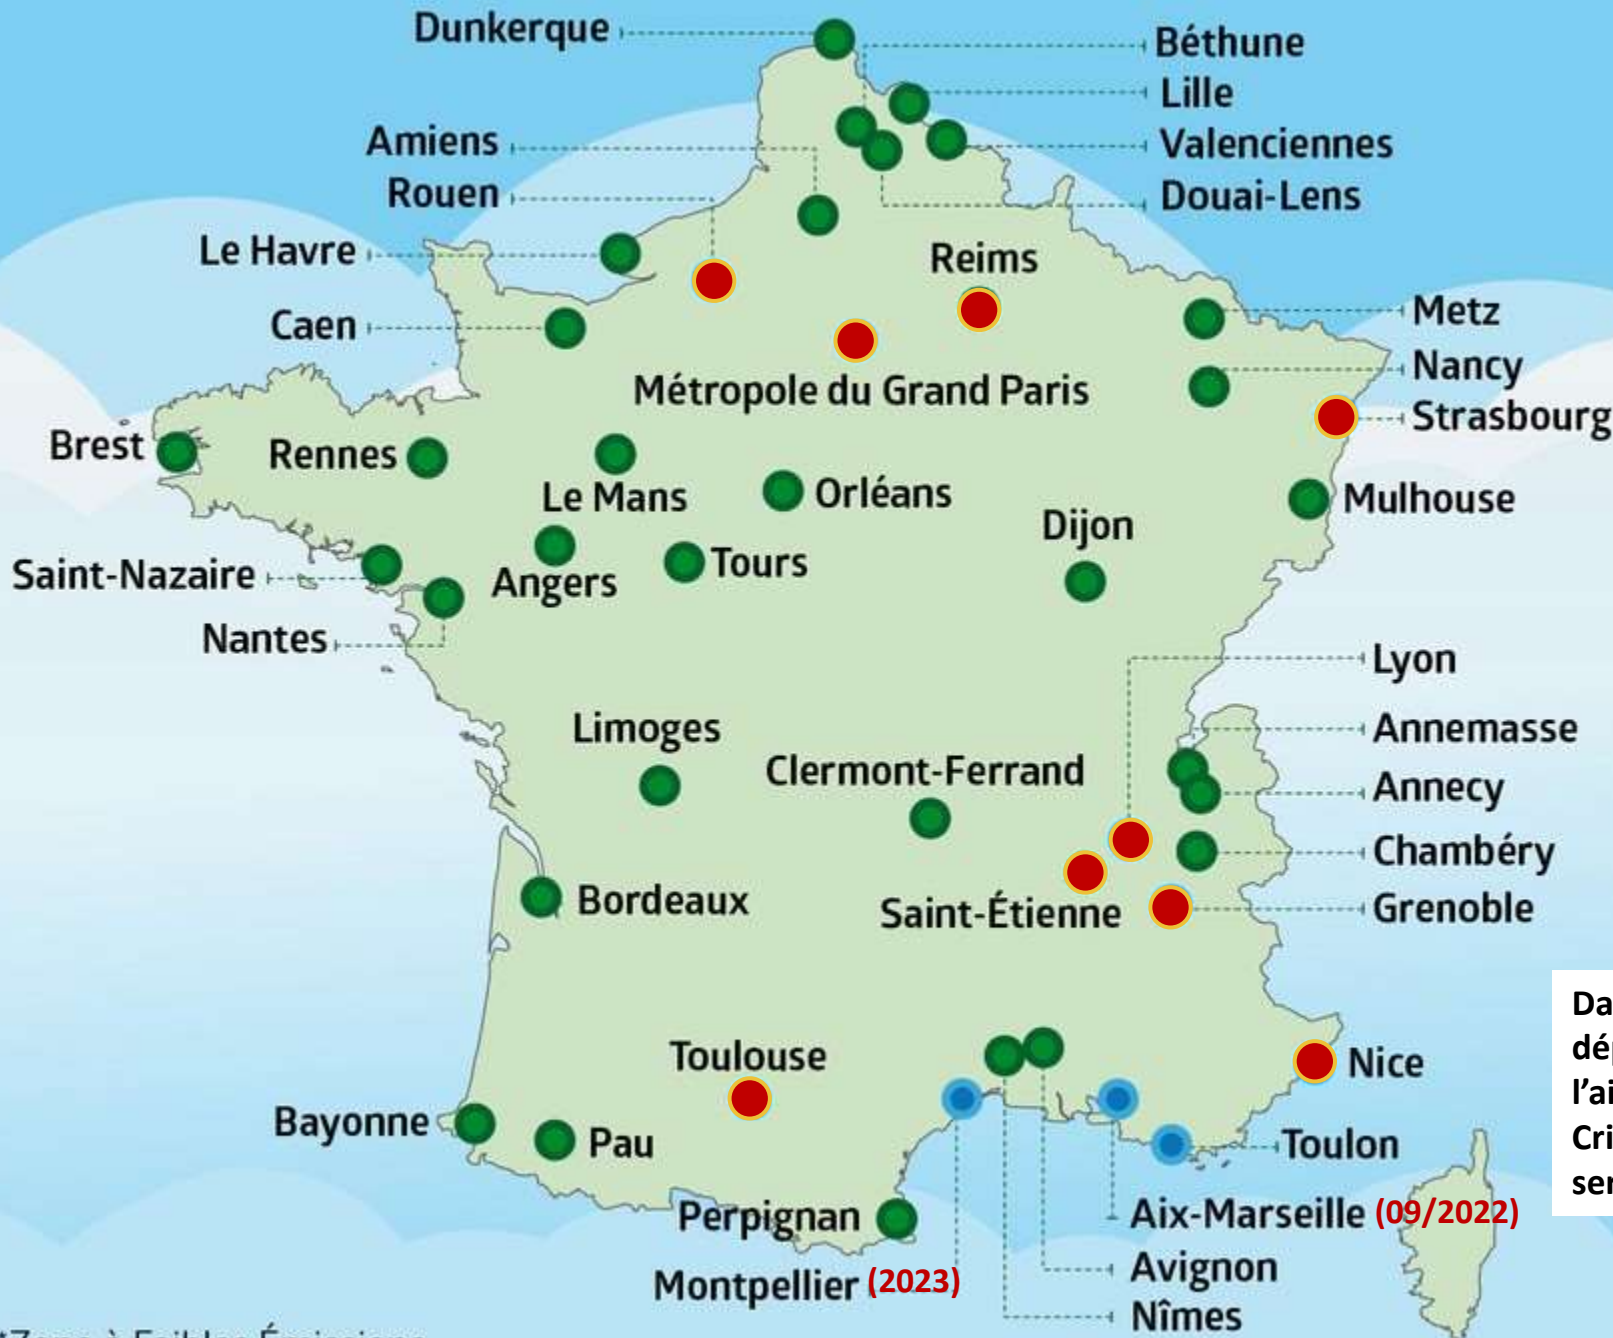 Dunkerque
Béthune
Lille
Amiens
Valenciennes
Rouen
Douai-Lens
Le Havre
Reims
Caen
Metz
Nancy
Métropole du Grand Paris
Strasbourg
Brest
Rennes
Le Mans
Orléans
Mulhouse
Dijon
Saint-Nazaire
Angers
Tours
Nantes
Lyon
Limoges
Annemasse
Clermont-Ferrand
Annecy
Chambéry
Bordeaux
Saint-Étienne
Grenoble
Toulouse
Nice
Bayonne
Pau
Toulon
Perpignan
Aix-Marseille (09/2022)
Avignon
Montpellier (2023)
Nîmes